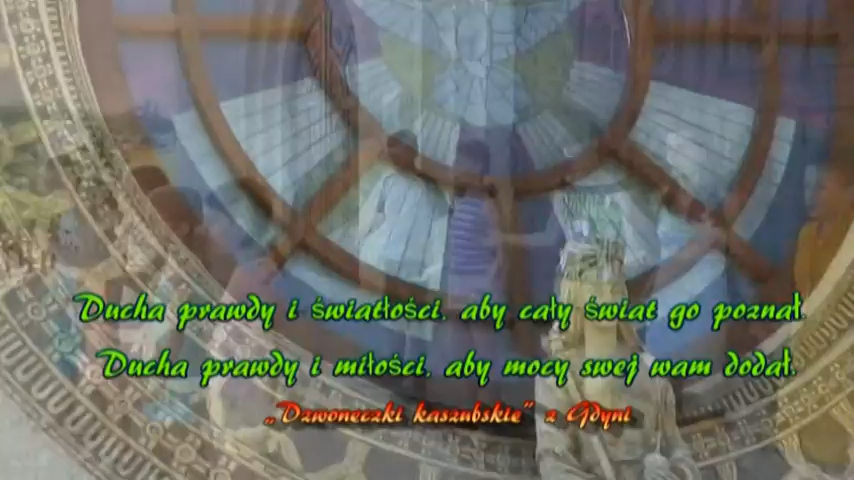 Ducha prawdy i światłości, aby cały świat go poznał.
Ducha prawdy i miłości, aby mocy swej wam dodał.
„Dzwoneczki kaszubskie” z Gdyni